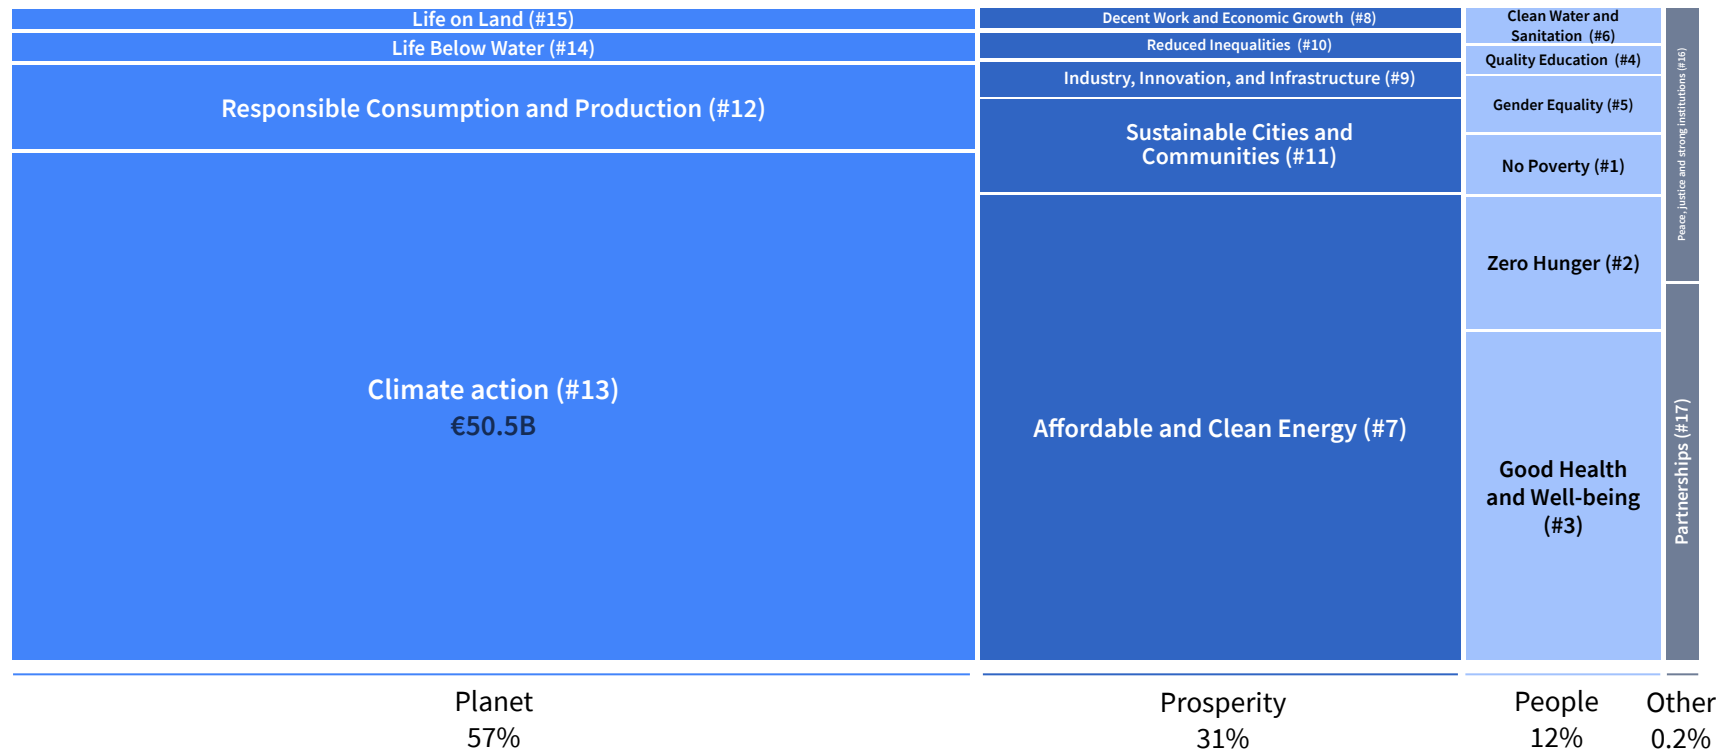 Life on Land (#15)
Life Below Water (#14)
Responsible Consumption and Production (#12)
Climate action (#13)
€50.5B
Decent Work and Economic Growth (#8)
Reduced Inequalities (#10)
Industry, Innovation, and Infrastructure (#9)
Sustainable Cities and
Communities (#11)
Affordable and Clean Energy (#7)
Clean Water and
Sanitation (#6)
Quality Education (#4)
Gender Equality (#5)
No Poverty (#1)
Zero Hunger (#2)
Good Health
and Well-being
(#3)
Peace, justice and strong institutions (#16)
Partnerships (#17)
Planet
57%
Prosperity
31%
People
12%
Other
0.2%